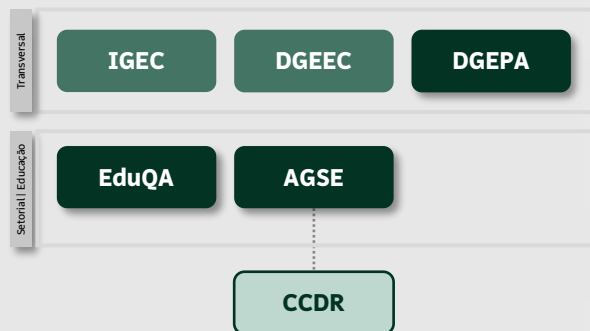 Transversal
IGEC
DGEEC
DGEPA
Setorial | Educação
EduQA
AGSE
CCDR